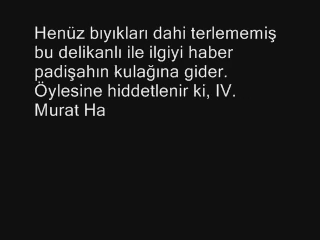 Henüz bıyıkları dahi terlememiş
bu delikanlı ile ilgiyi haber
padişahın kulağına gider.
Öylesine hiddetlenir ki, IV.
Murat Ha